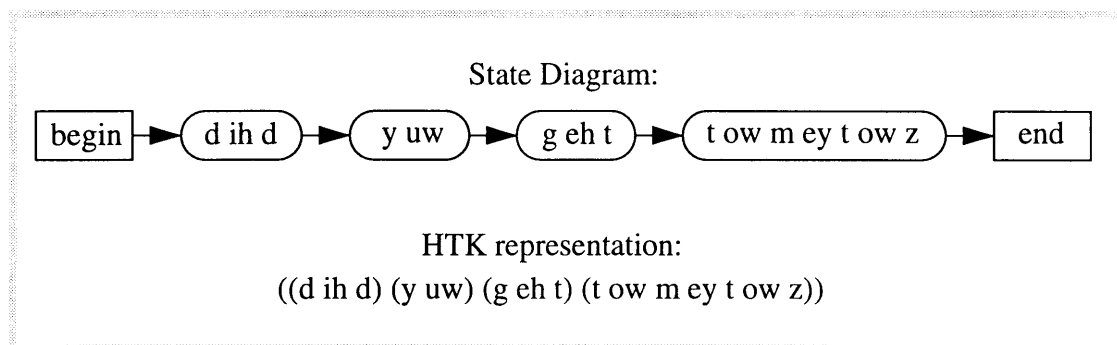 State Diagram:
begin d ih d y uw g eh t t ow m ey t ow z end
HTK representation:
((d ih d) (y uw) (g eh t) (t ow m ey t ow z))